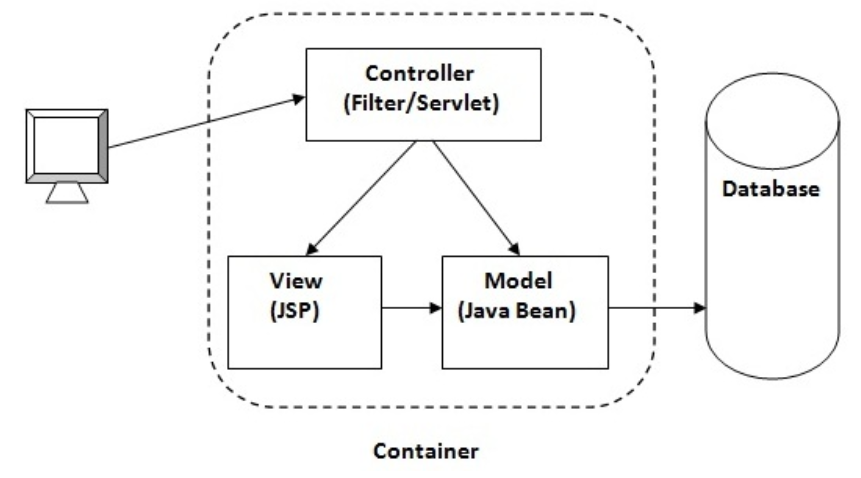 Controller
(Filter/Servlet)
Database
View
(JSP)
Model
(Java Bean)
Container